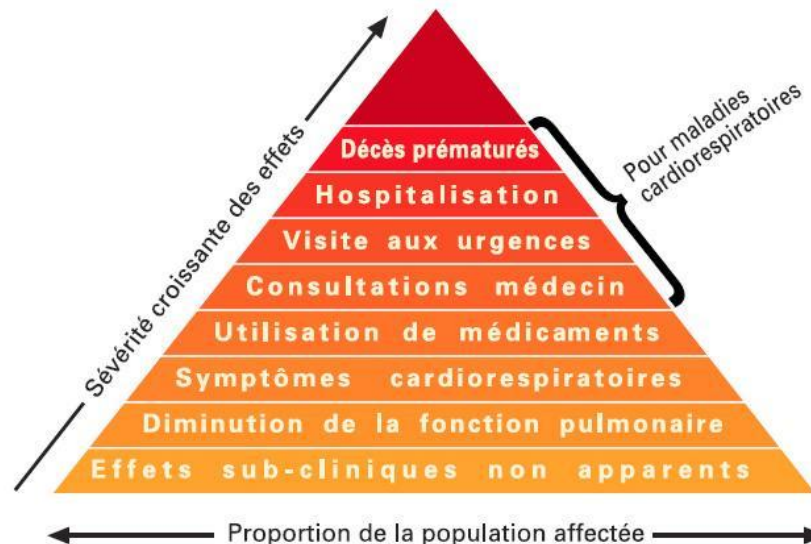 Sévérité croissante des effets
Pour maladies
cardiorespiratoires
Décès prématurés
Hospitalisation
Visite aux urgences
Consultations médecin
Utilisation de médicaments
Symptômes cardiorespiratoires
Diminution de la fonction pulmonaire
Effets sub-cliniques non apparents
Proportion de la population affectée